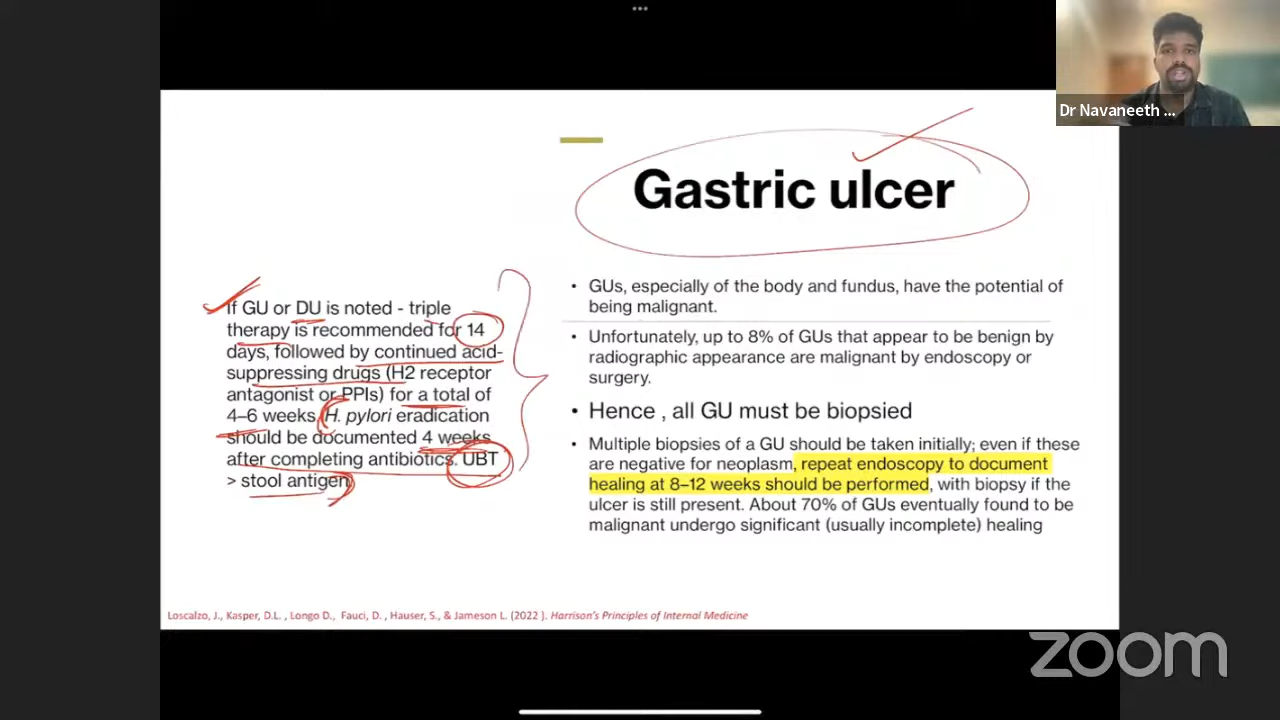 Dr Navaneeth ...
Gastric ulcer
If GU or DU is noted - triple
therapy is recommended for 14
days, followed by continued acid-
suppressing drugs (H2 receptor
antagonist or PPIs) for a total of
4–6 weeks. H. pylori eradication
should be documented 4 weeks
after completing antibiotics. UBT
> stool antigen
• GUs, especially of the body and fundus, have the potential of
being malignant.
• Unfortunately, up to 8% of GUs that appear to be benign by
radiographic appearance are malignant by endoscopy or
surgery.
• Hence , all GU must be biopsied
• Multiple biopsies of a GU should be taken initially; even if these
are negative for neoplasm, repeat endoscopy to document
healing at 8–12 weeks should be performed, with biopsy if the
ulcer is still present. About 70% of GUs eventually found to be
malignant undergo significant (usually incomplete) healing
Loscalzo, J., Kasper, D.L. , Longo D., Fauci, D. , Hauser, S., & Jameson L. (2022 ). Harrison's Principles of Internal Medicine
zoom